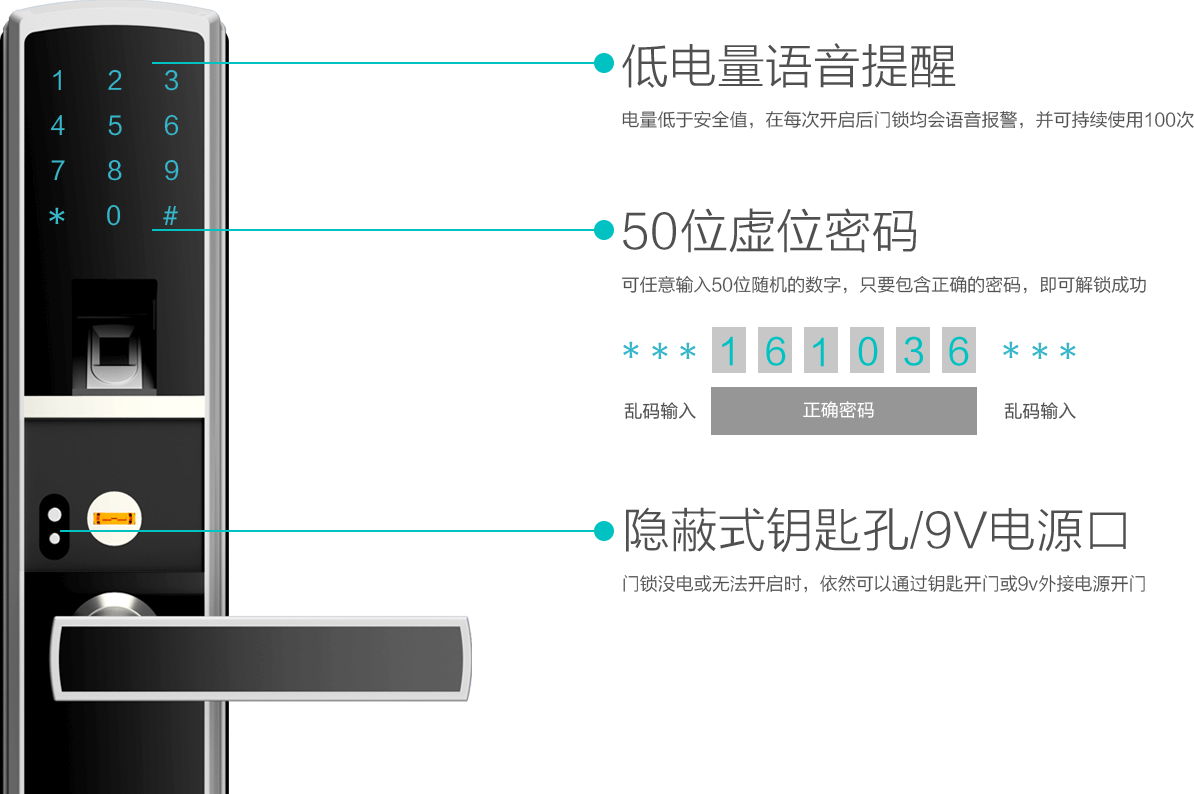 1 2 3
4 5 6
7 8 9
* 0 #
低电量语音提醒
电量低于安全值，在每次开启后门锁均会语音报警，并可持续使用100次
50位虚位密码
可任意输入50位随机的数字，只要包含正确的密码，即可解锁成功
*** 1 6 1 0 3 6 ***
乱码输入 正确密码 乱码输入
隐蔽式钥匙孔/9V电源口
门锁没电或无法开启时，依然可以通过钥匙开门或9v外接电源开门